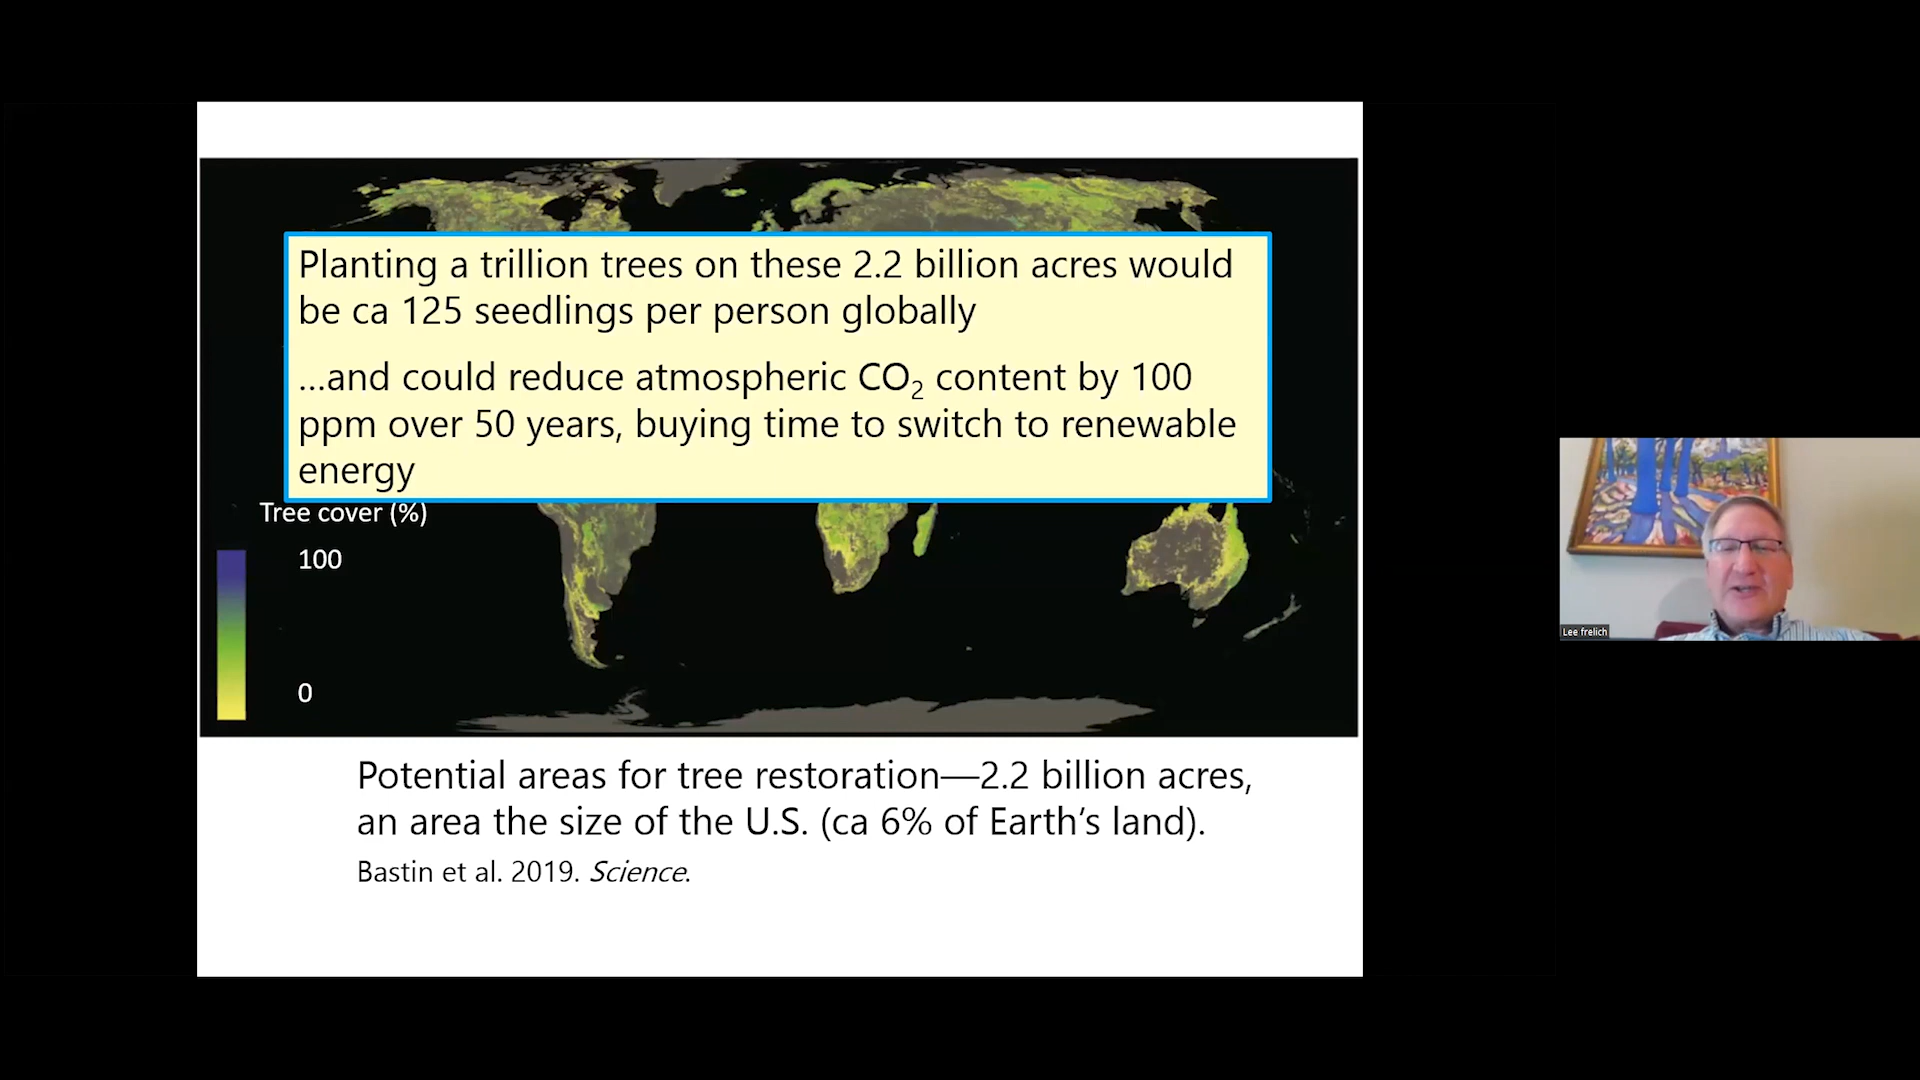 Planting a trillion trees on these 2.2 billion acres would
be ca 125 seedlings per person globally
...and could reduce atmospheric CO2 content by 100
ppm over 50 years, buying time to switch to renewable
energy
Tree cover (%)
100
0
Potential areas for tree restoration—2.2 billion acres,
an area the size of the U.S. (ca 6% of Earth's land).
Bastin et al. 2019. Science.
Lee frelich